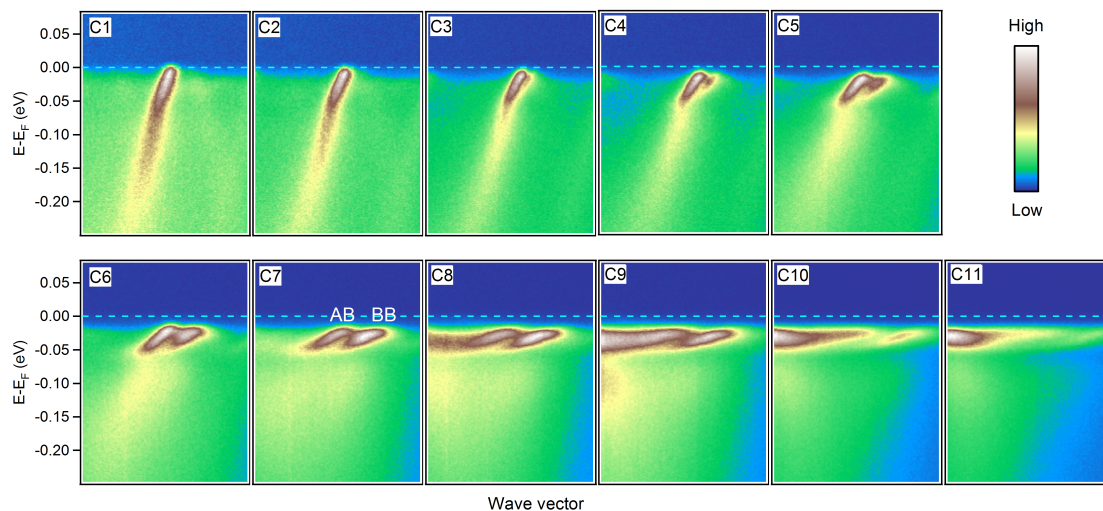 C1
C2
C3
C4
C5
High
Low
0.05
0.00
-0.05
-0.10
-0.15
-0.20
E-EF (eV)
C6
C7
C8
C9
C10
C11
AB BB
0.05
0.00
-0.05
-0.10
-0.15
-0.20
E-EF (eV)
Wave vector